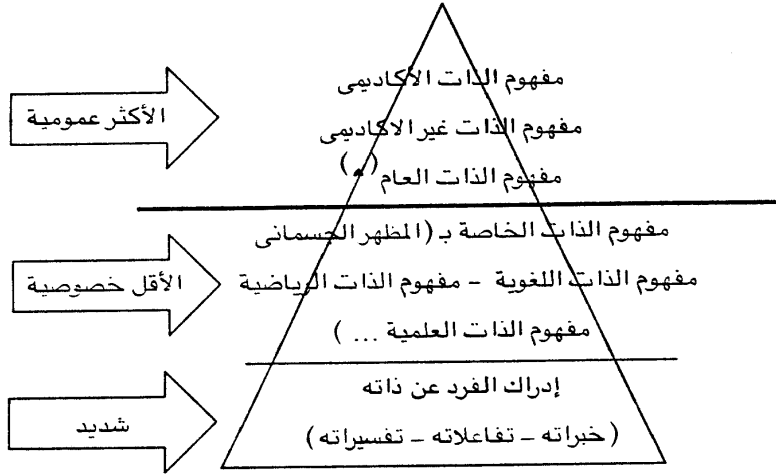 مفهوم الذات الأكاديمى
مفهوم الذات غير الاكاديمى
مفهوم الذات العام (*)
الأكثر عمومية
مفهوم الذات الخاصة بـ (المظهر الجسمانى
مفهوم الذات اللغوية - مفهوم الذات الرياضية
مفهوم الذات العلمية ... )
الأقل خصوصية
إدراك الفرد عن ذاته
(خبراته - تفاعلاته - تفسيراته)
شديد